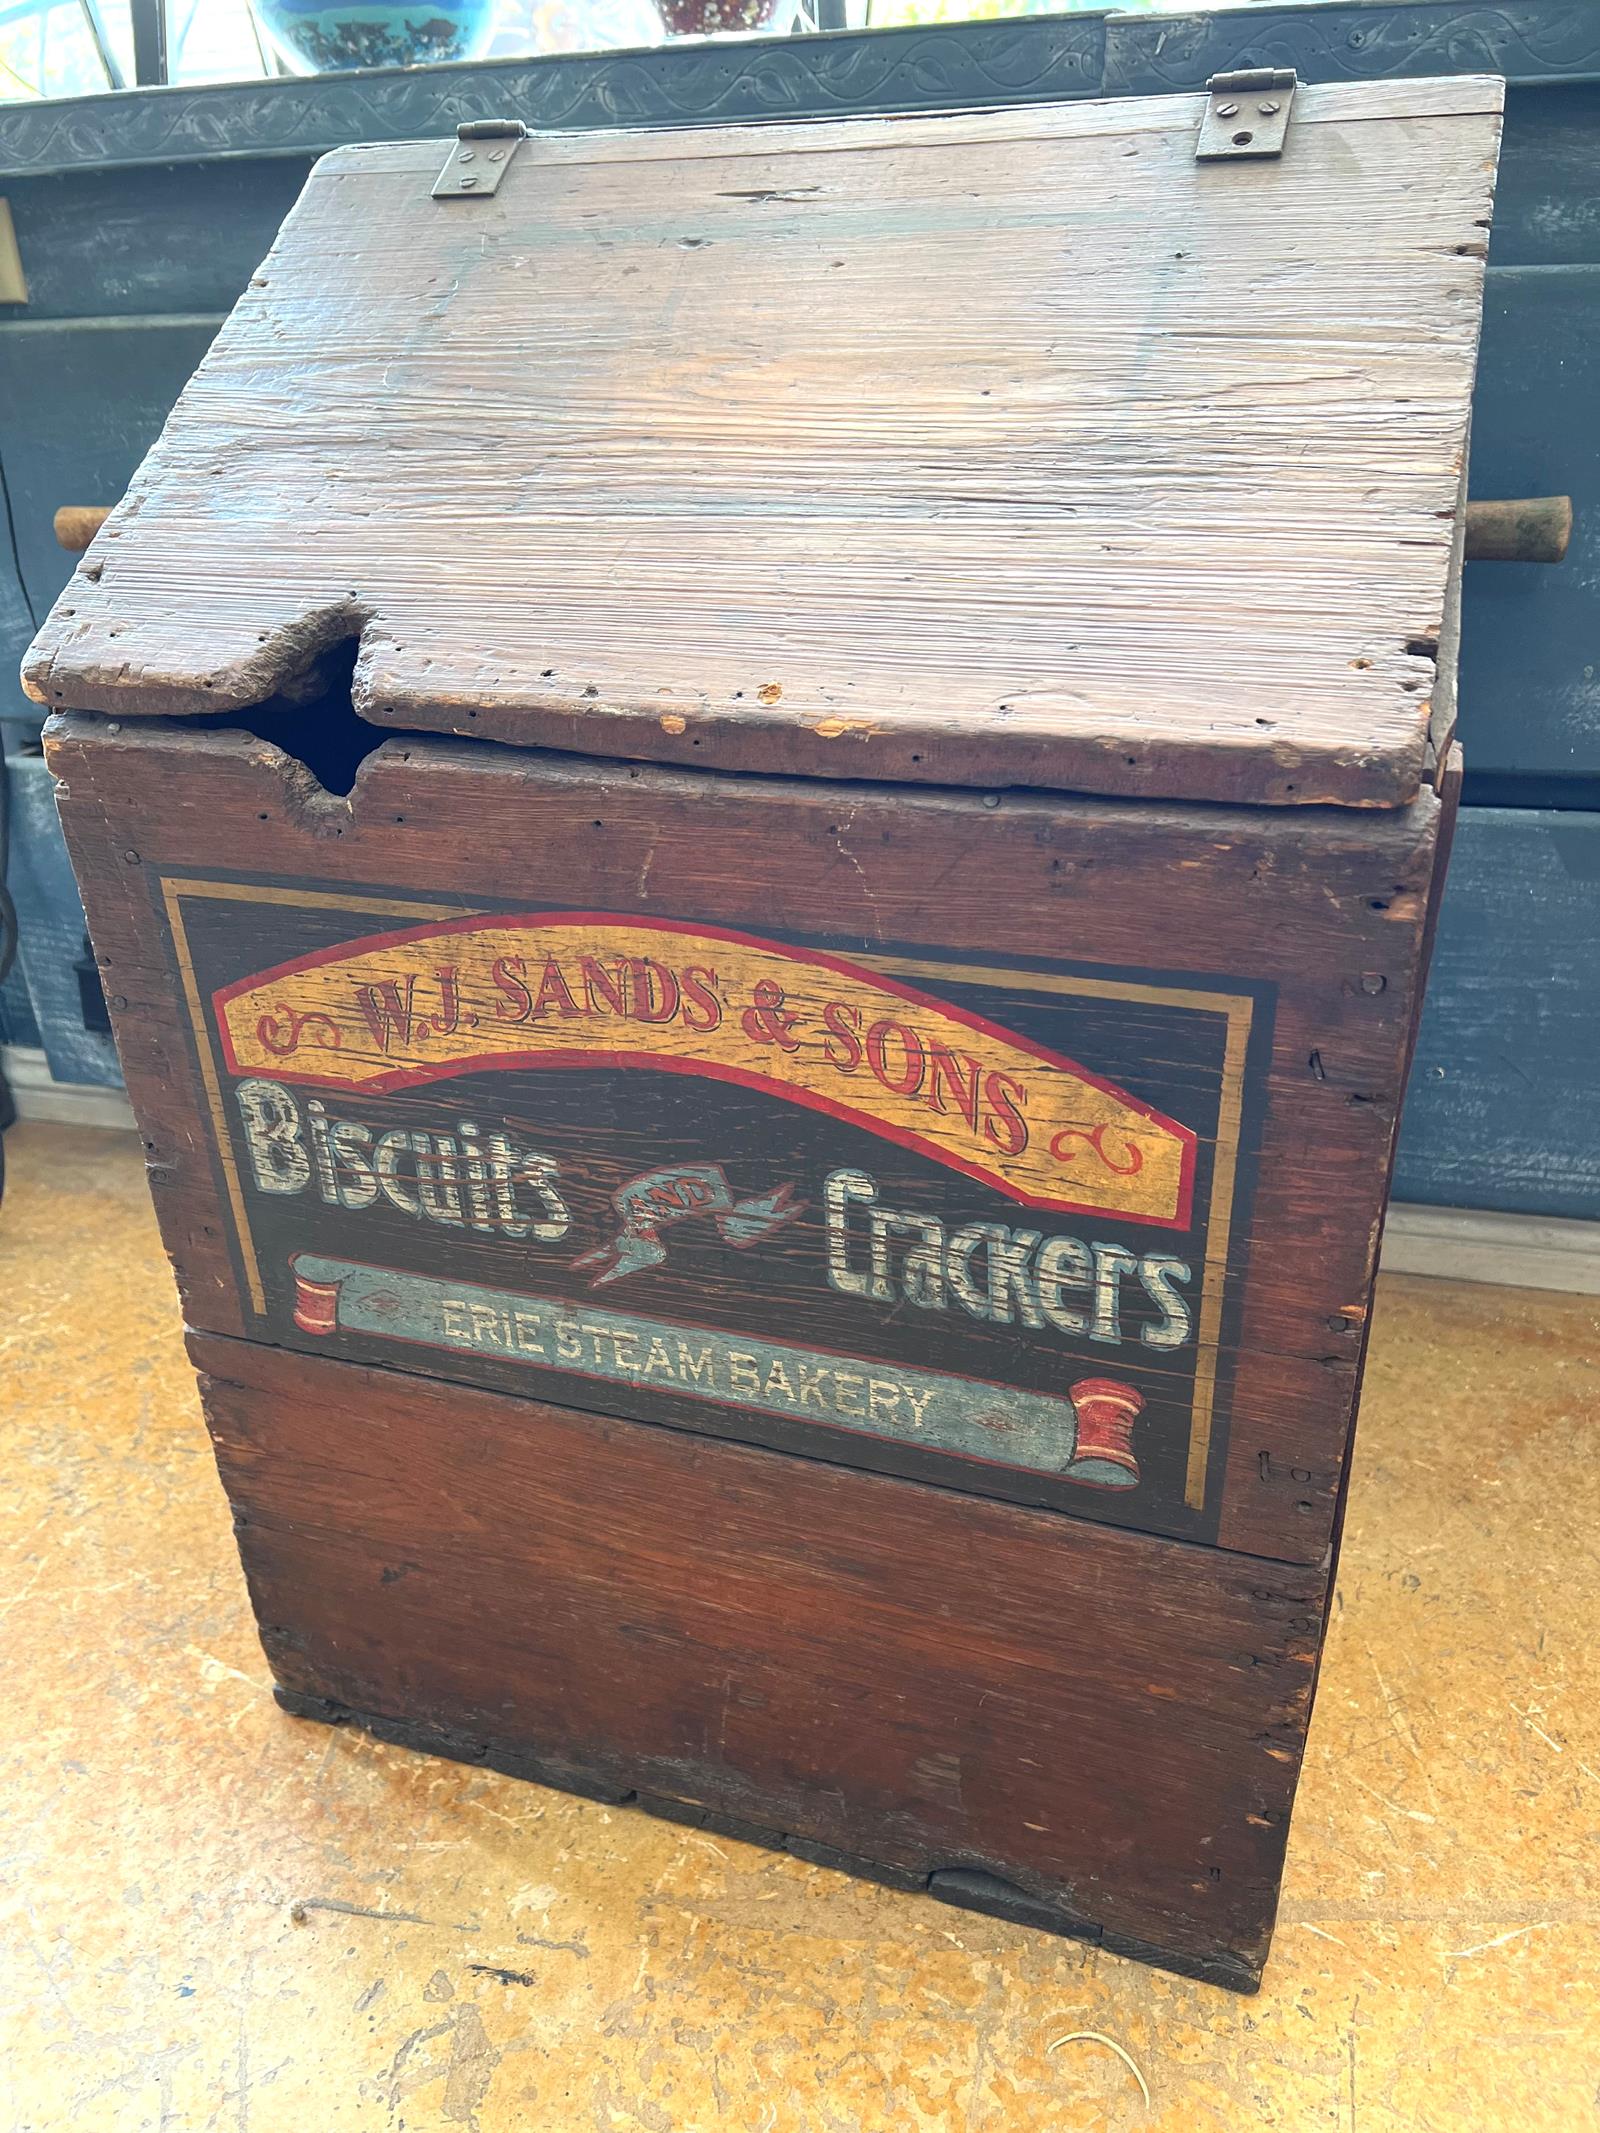 W.J. SANDS & SONS
Biscuits AND Crackers
ERIE STEAM BAKERY